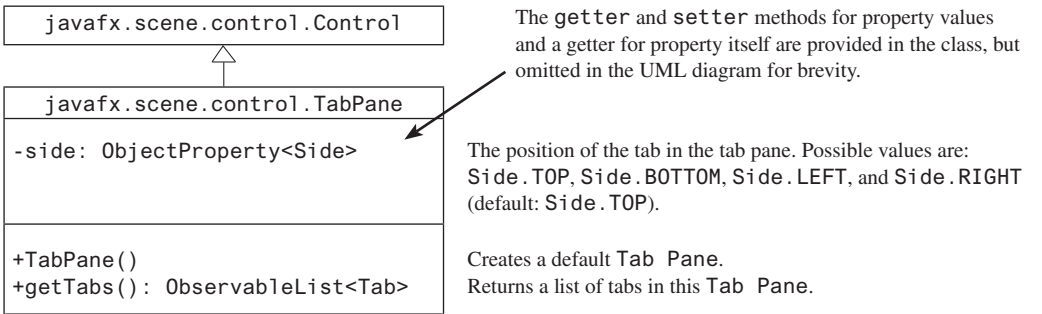 javafx.scene.control.Control
The getter and setter methods for property values
and a getter for property itself are provided in the class, but
omitted in the UML diagram for brevity.
javafx.scene.control.TabPane
-side: ObjectProperty<Side>
The position of the tab in the tab pane. Possible values are:
Side.TOP, Side.BOTTOM, Side.LEFT, and Side.RIGHT
(default: Side.TOP).
+TabPane()
Creates a default Tab Pane.
+getTabs(): ObservableList<Tab>
Returns a list of tabs in this Tab Pane.